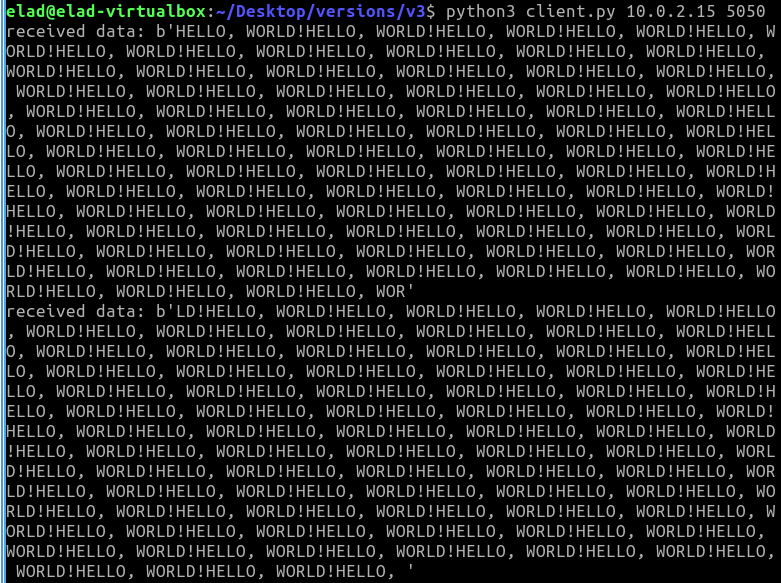 elad@elad-virtualbox:~/Desktop/versions/v3$ python3 client.py 10.0.2.15 5050
received data: b'HELLO, WORLD!HELLO, WORLD!HELLO, WORLD!HELLO, WORLD!HELLO, W
ORLD!HELLO, WORLD!HELLO, WORLD!HELLO, WORLD!HELLO, WORLD!HELLO, WORLD!HELLO, 
WORLD!HELLO, WORLD!HELLO, WORLD!HELLO, WORLD!HELLO, WORLD!HELLO, WORLD!HELLO,
 WORLD!HELLO, WORLD!HELLO, WORLD!HELLO, WORLD!HELLO, WORLD!HELLO, WORLD!HELLO
, WORLD!HELLO, WORLD!HELLO, WORLD!HELLO, WORLD!HELLO, WORLD!HELLO, WORLD!HELL
O, WORLD!HELLO, WORLD!HELLO, WORLD!HELLO, WORLD!HELLO, WORLD!HELLO, WORLD!HEL
LO, WORLD!HELLO, WORLD!HELLO, WORLD!HELLO, WORLD!HELLO, WORLD!HELLO, WORLD!HE
LLO, WORLD!HELLO, WORLD!HELLO, WORLD!HELLO, WORLD!HELLO, WORLD!HELLO, WORLD!H
ELLO, WORLD!HELLO, WORLD!HELLO, WORLD!HELLO, WORLD!HELLO, WORLD!HELLO, WORLD!
HELLO, WORLD!HELLO, WORLD!HELLO, WORLD!HELLO, WORLD!HELLO, WORLD!HELLO, WORLD
!HELLO, WORLD!HELLO, WORLD!HELLO, WORLD!HELLO, WORLD!HELLO, WORLD!HELLO, WORL
D!HELLO, WORLD!HELLO, WORLD!HELLO, WORLD!HELLO, WORLD!HELLO, WORLD!HELLO, WOR
LD!HELLO, WORLD!HELLO, WORLD!HELLO, WORLD!HELLO, WORLD!HELLO, WORLD!HELLO, WO
RLD!HELLO, WORLD!HELLO, WORLD!HELLO, WOR'
received data: b'LD!HELLO, WORLD!HELLO, WORLD!HELLO, WORLD!HELLO, WORLD!HELLO
, WORLD!HELLO, WORLD!HELLO, WORLD!HELLO, WORLD!HELLO, WORLD!HELLO, WORLD!HELL
O, WORLD!HELLO, WORLD!HELLO, WORLD!HELLO, WORLD!HELLO, WORLD!HELLO, WORLD!HEL
LO, WORLD!HELLO, WORLD!HELLO, WORLD!HELLO, WORLD!HELLO, WORLD!HELLO, WORLD!HE
LLO, WORLD!HELLO, WORLD!HELLO, WORLD!HELLO, WORLD!HELLO, WORLD!HELLO, WORLD!H
ELLO, WORLD!HELLO, WORLD!HELLO, WORLD!HELLO, WORLD!HELLO, WORLD!HELLO, WORLD!
HELLO, WORLD!HELLO, WORLD!HELLO, WORLD!HELLO, WORLD!HELLO, WORLD!HELLO, WORLD
!HELLO, WORLD!HELLO, WORLD!HELLO, WORLD!HELLO, WORLD!HELLO, WORLD!HELLO, WORL
D!HELLO, WORLD!HELLO, WORLD!HELLO, WORLD!HELLO, WORLD!HELLO, WORLD!HELLO, WOR
LD!HELLO, WORLD!HELLO, WORLD!HELLO, WORLD!HELLO, WORLD!HELLO, WORLD!HELLO, WO
RLD!HELLO, WORLD!HELLO, WORLD!HELLO, WORLD!HELLO, WORLD!HELLO, WORLD!HELLO, W
ORLD!HELLO, WORLD!HELLO, WORLD!HELLO, WORLD!HELLO, WORLD!HELLO, WORLD!HELLO, 
WORLD!HELLO, WORLD!HELLO, WORLD!HELLO, WORLD!HELLO, WORLD!HELLO, WORLD!HELLO,
 WORLD!HELLO, WORLD!HELLO, WORLD!HELLO, '